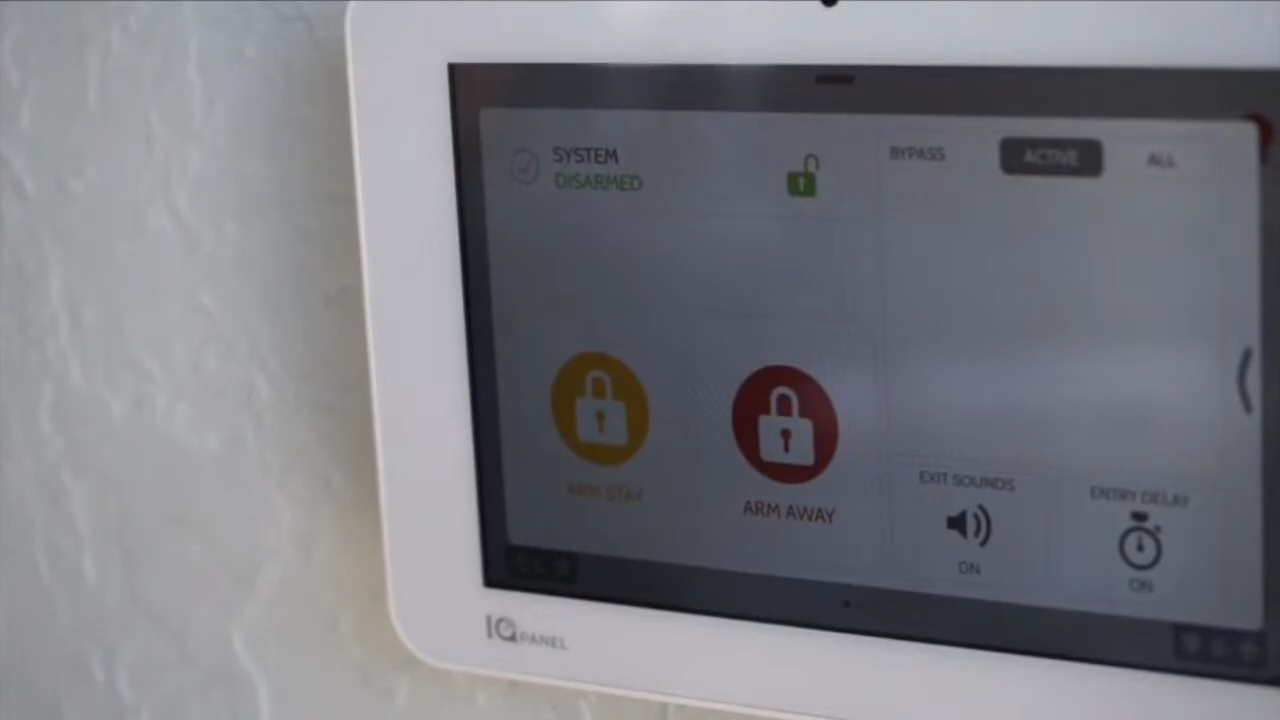 SYSTEM
DISARMED
BYPASS
ACTIVE
ALL
ARM STAY
ARM AWAY
EXIT SOUNDS
ON
ENTRY DELAY
ON
IQ PANEL